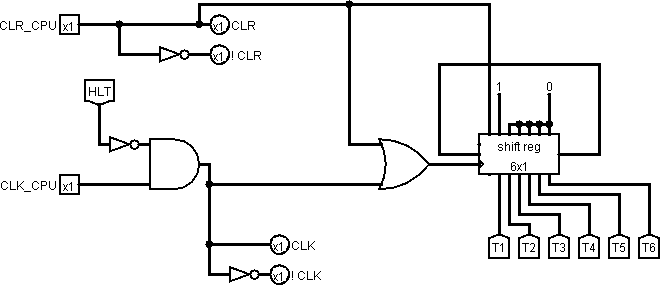 CLR_CPU x1 x1 CLR
x1 ! CLR
HLT
1 0
shift reg
6x1
CLK_CPU x1
x1 CLK
T1 T2 T3 T4 T5 T6
x1 ! CLK